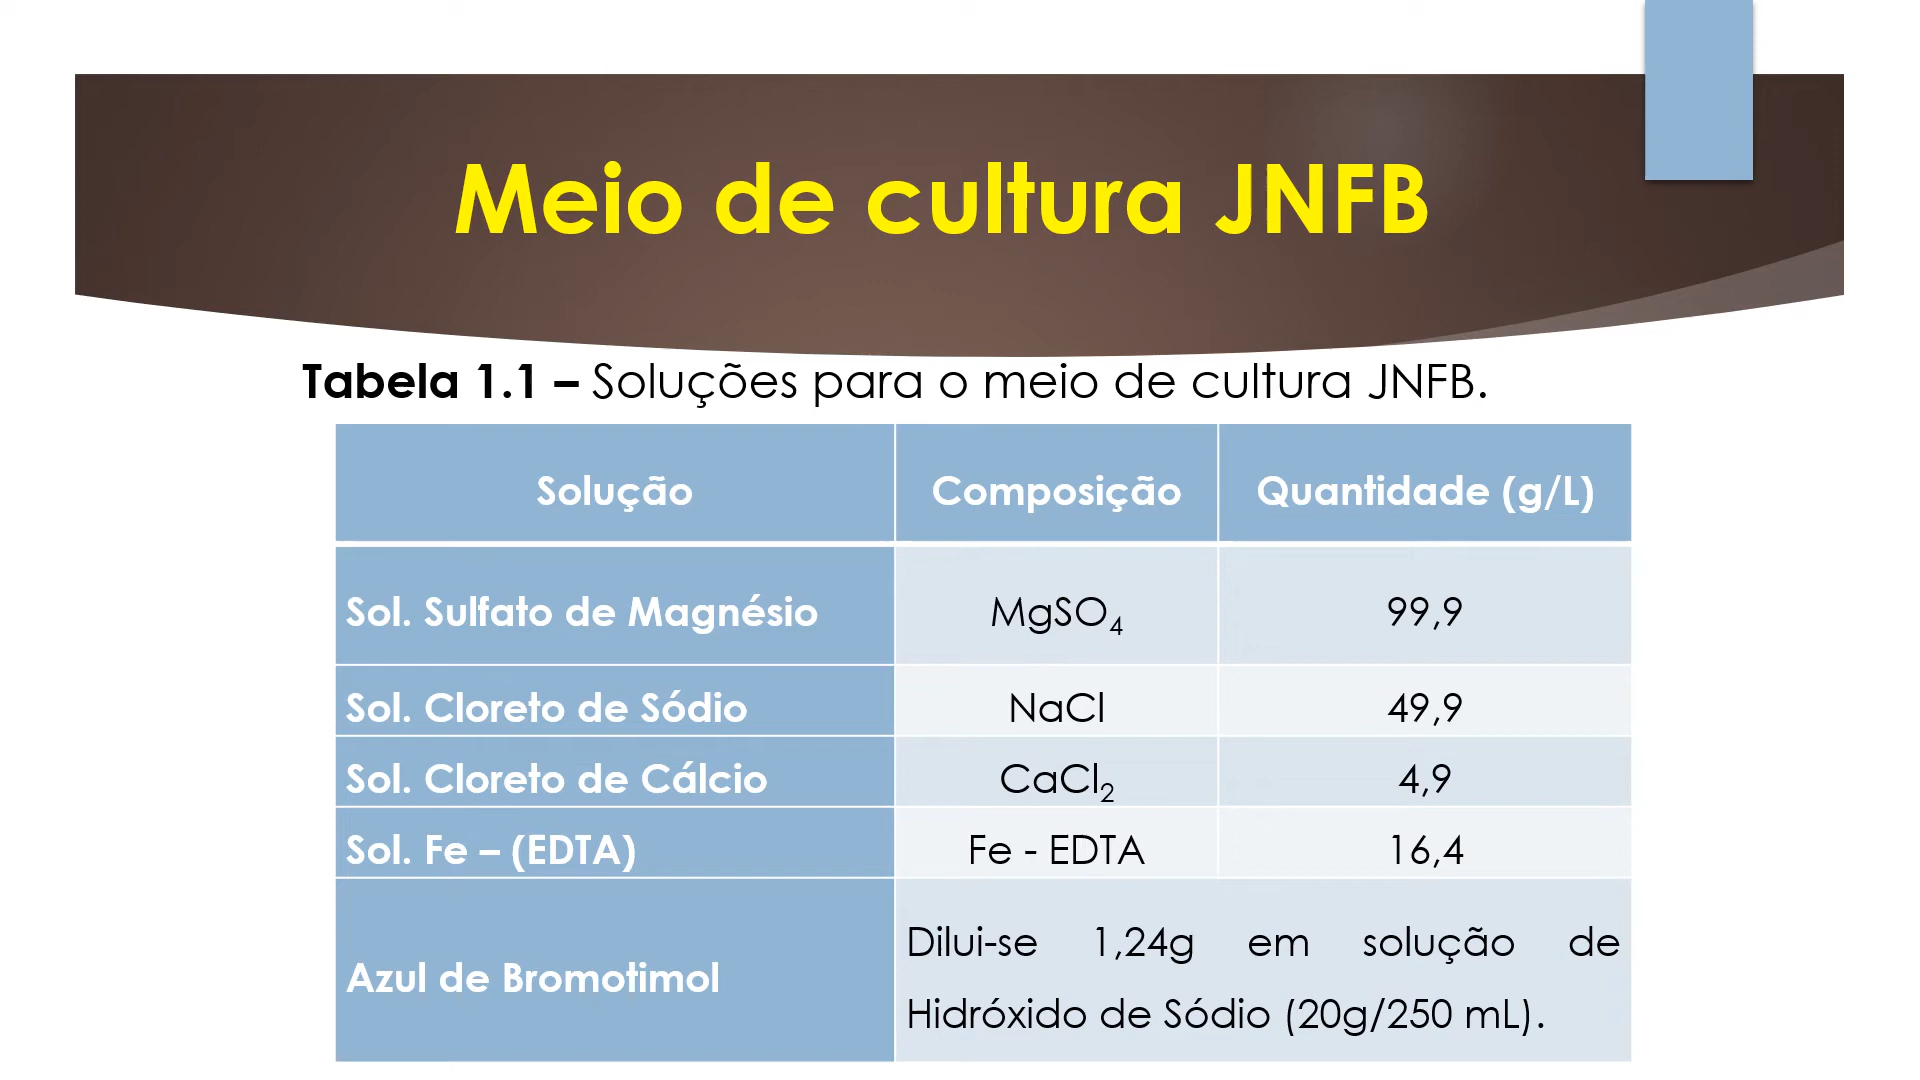 Meio de cultura JNFB
Tabela 1.1 – Soluções para o meio de cultura JNFB.
Solução Composição Quantidade (g/L)
Sol. Sulfato de Magnésio MgSO₄ 99,9
Sol. Cloreto de Sódio NaCl 49,9
Sol. Cloreto de Cálcio CaCl₂ 4,9
Sol. Fe – (EDTA) Fe - EDTA 16,4
Azul de Bromotimol
Dilui-se 1,24g em solução de
Hidróxido de Sódio (20g/250 mL).